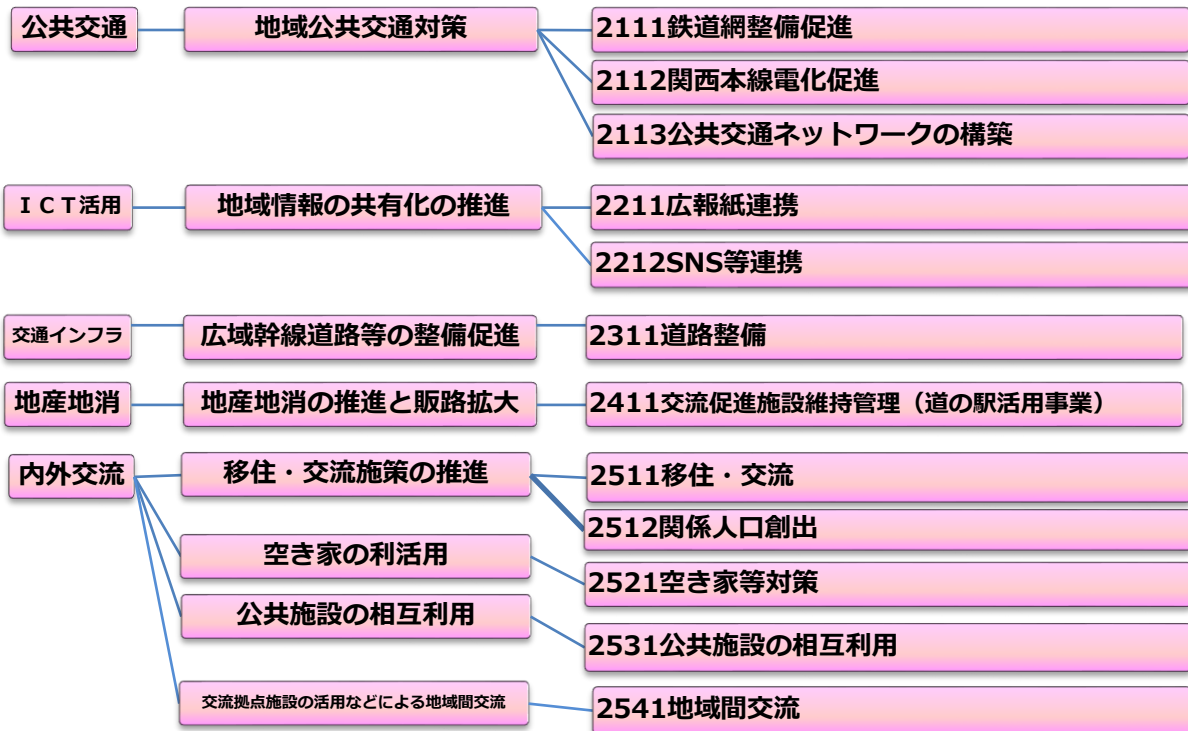 公共交通
地域公共交通対策
2111鉄道網整備促進
2112関西本線電化促進
2113公共交通ネットワークの構築
ＩＣＴ活用
地域情報の共有化の推進
2211広報紙連携
2212SNS等連携
交通インフラ
広域幹線道路等の整備促進
2311道路整備
地産地消
地産地消の推進と販路拡大
2411交流促進施設維持管理（道の駅活用事業）
内外交流
移住・交流施策の推進
2511移住・交流
2512関係人口創出
空き家の利活用
2521空き家等対策
公共施設の相互利用
2531公共施設の相互利用
交流拠点施設の活用などによる地域間交流
2541地域間交流